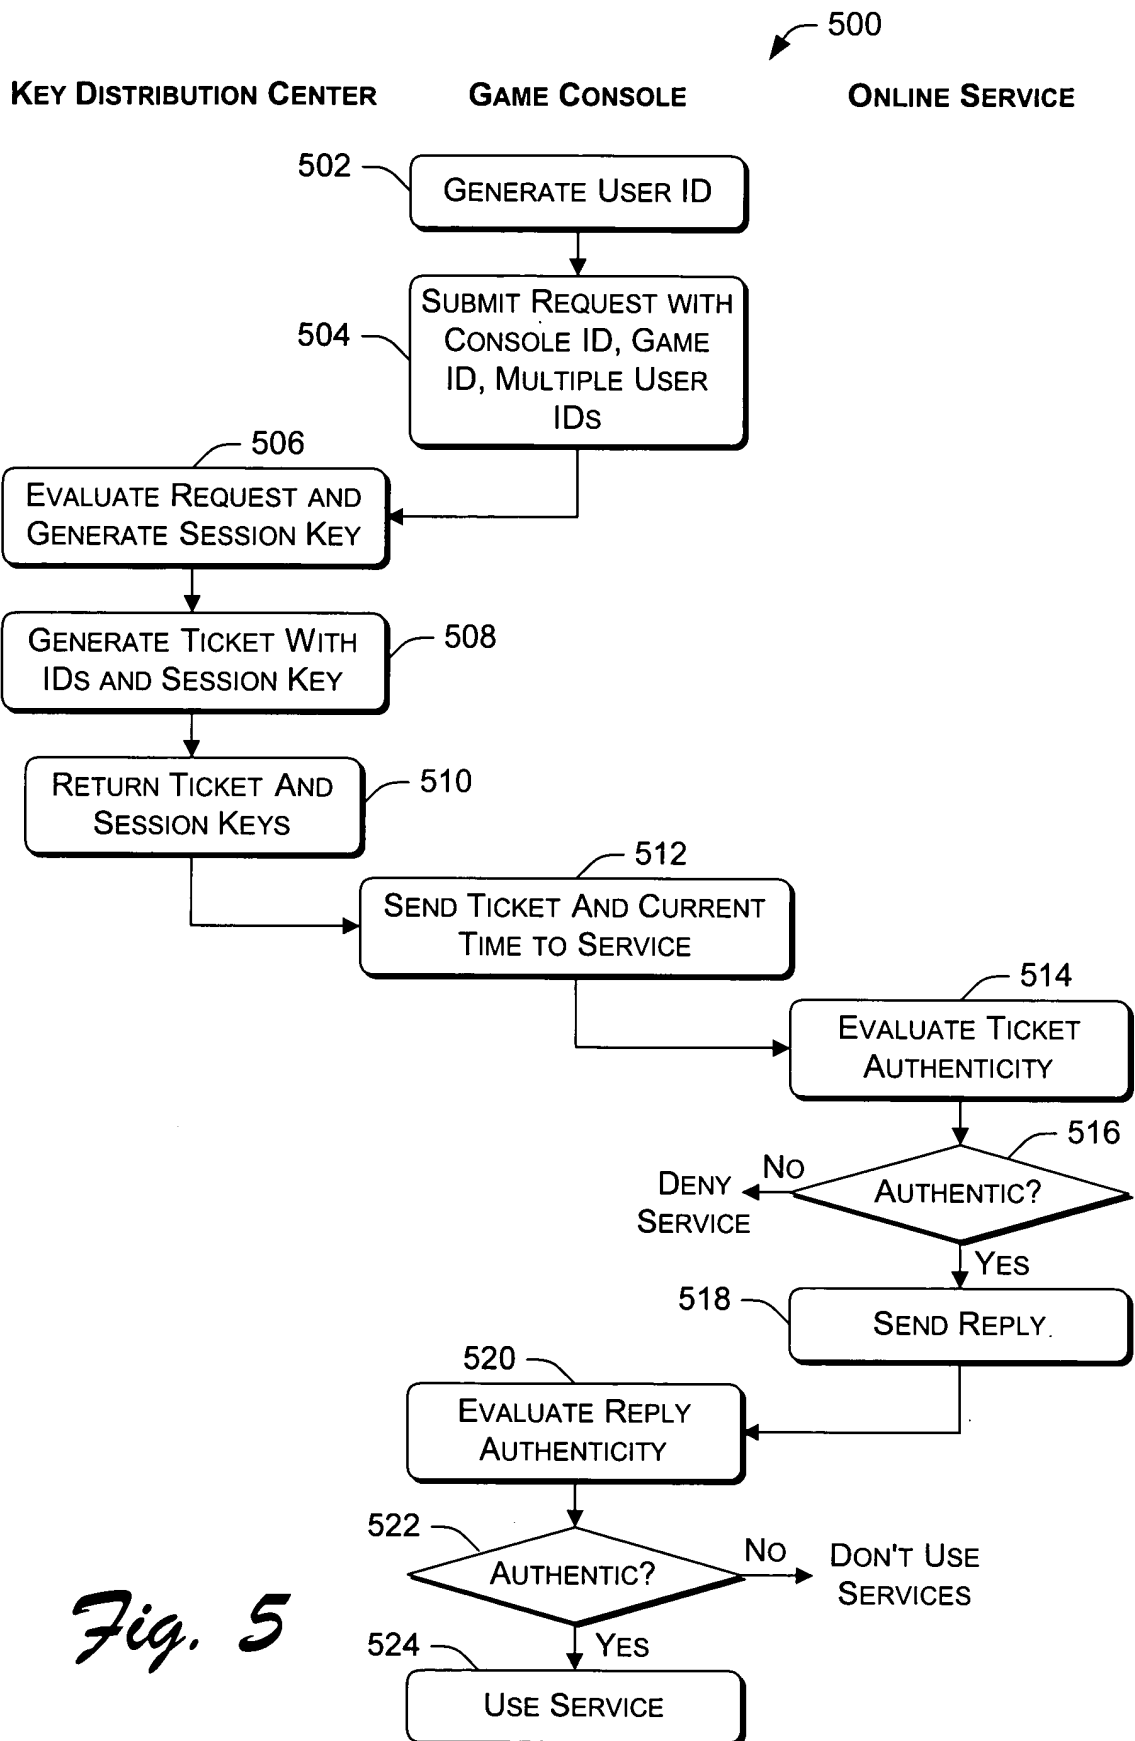 500
KEY DISTRIBUTION CENTER
GAME CONSOLE
ONLINE SERVICE
502
GENERATE USER ID
504
SUBMIT REQUEST WITH
CONSOLE ID, GAME
ID, MULTIPLE USER
IDS
506
EVALUATE REQUEST AND
GENERATE SESSION KEY
GENERATE TICKET WITH
IDS AND SESSION KEY
508
RETURN TICKET AND
SESSION KEYS
510
512
SEND TICKET AND CURRENT
TIME TO SERVICE
514
EVALUATE TICKET
AUTHENTICITY
516
AUTHENTIC?
NO
DENY
SERVICE
YES
518
SEND REPLY
520
EVALUATE REPLY
AUTHENTICITY
522
AUTHENTIC?
NO
DON'T USE
SERVICES
YES
524
USE SERVICE
Fig. 5